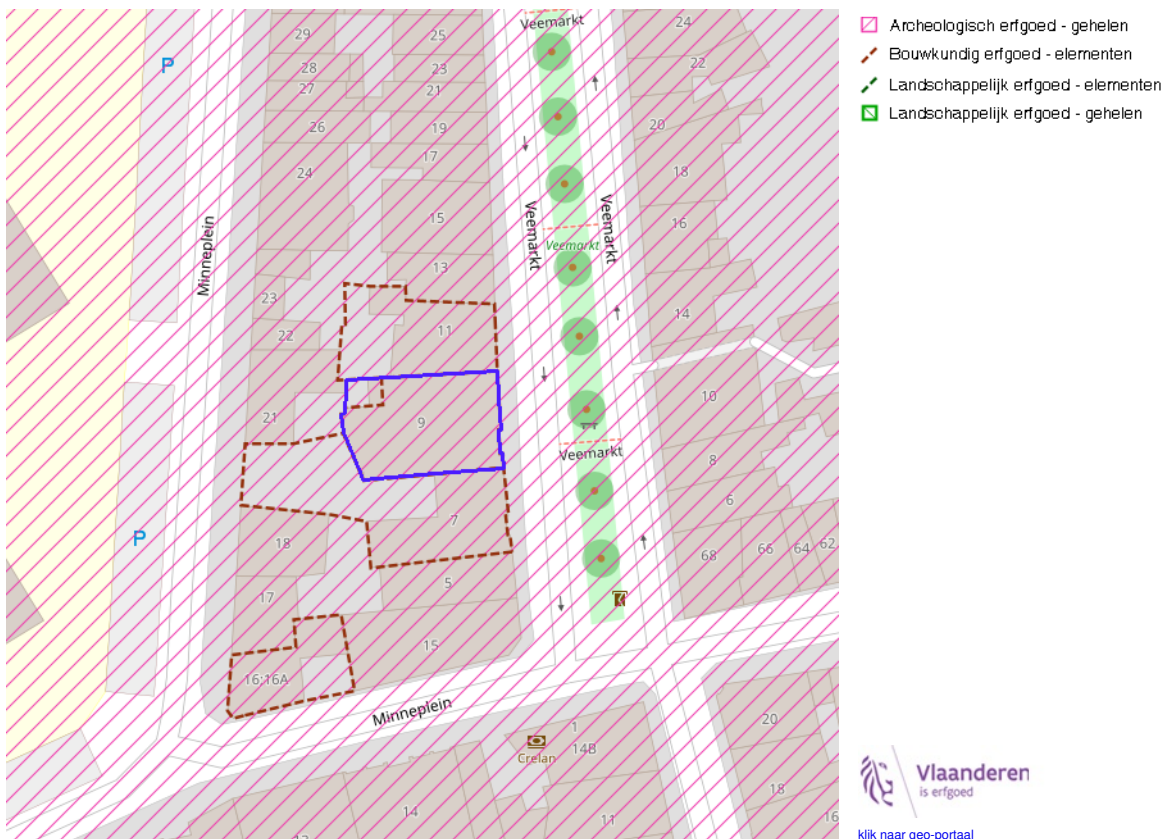 Veemarkt
24
29
25
P
28
23
22
27
21
26
19
20
17
24
18
Veemarkt
Veemarkt
15
16
Minneplein
Veemarkt
13
23
14
11
22
10
21
9
Veemarkt
8
6
7
P
18
68
66
64
62
5
17
15
16;16A
Minneplein
20
1
14B
Crelan
18
14
11
13
16
Archeologisch erfgoed - gehelen
Bouwkundig erfgoed - elementen
Landschappelijk erfgoed - elementen
Landschappelijk erfgoed - gehelen
Vlaanderen
is erfgoed
klik naar geo-portaal